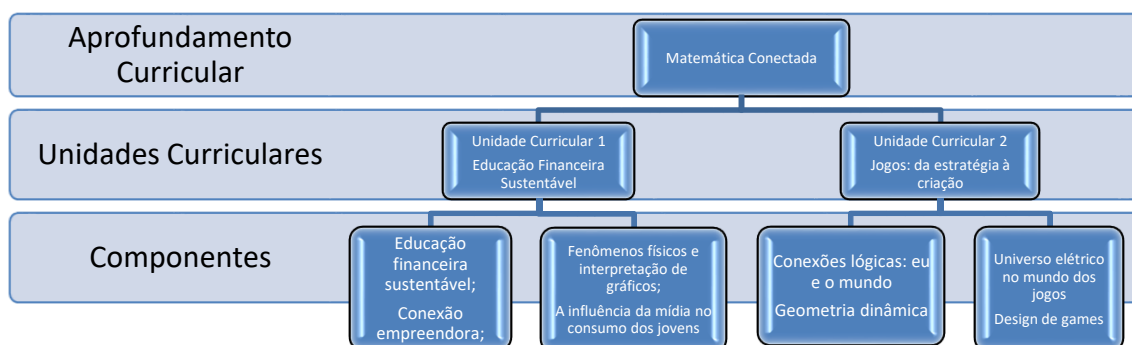 Aprofundamento
Curricular
Matemática Conectada
Unidades Curriculares
Unidade Curricular 1
Educação Financeira
Sustentável
Unidade Curricular 2
Jogos: da estratégia à
criação
Componentes
Educação
financeira
sustentável;
Conexão
empreendora;
Fenômenos físicos e
interpretação de
gráficos;
A influência da mídia no
consumo dos jovens
Conexões lógicas: eu
e o mundo
Geometria dinâmica
Universo elétrico
no mundo dos
jogos
Design de games